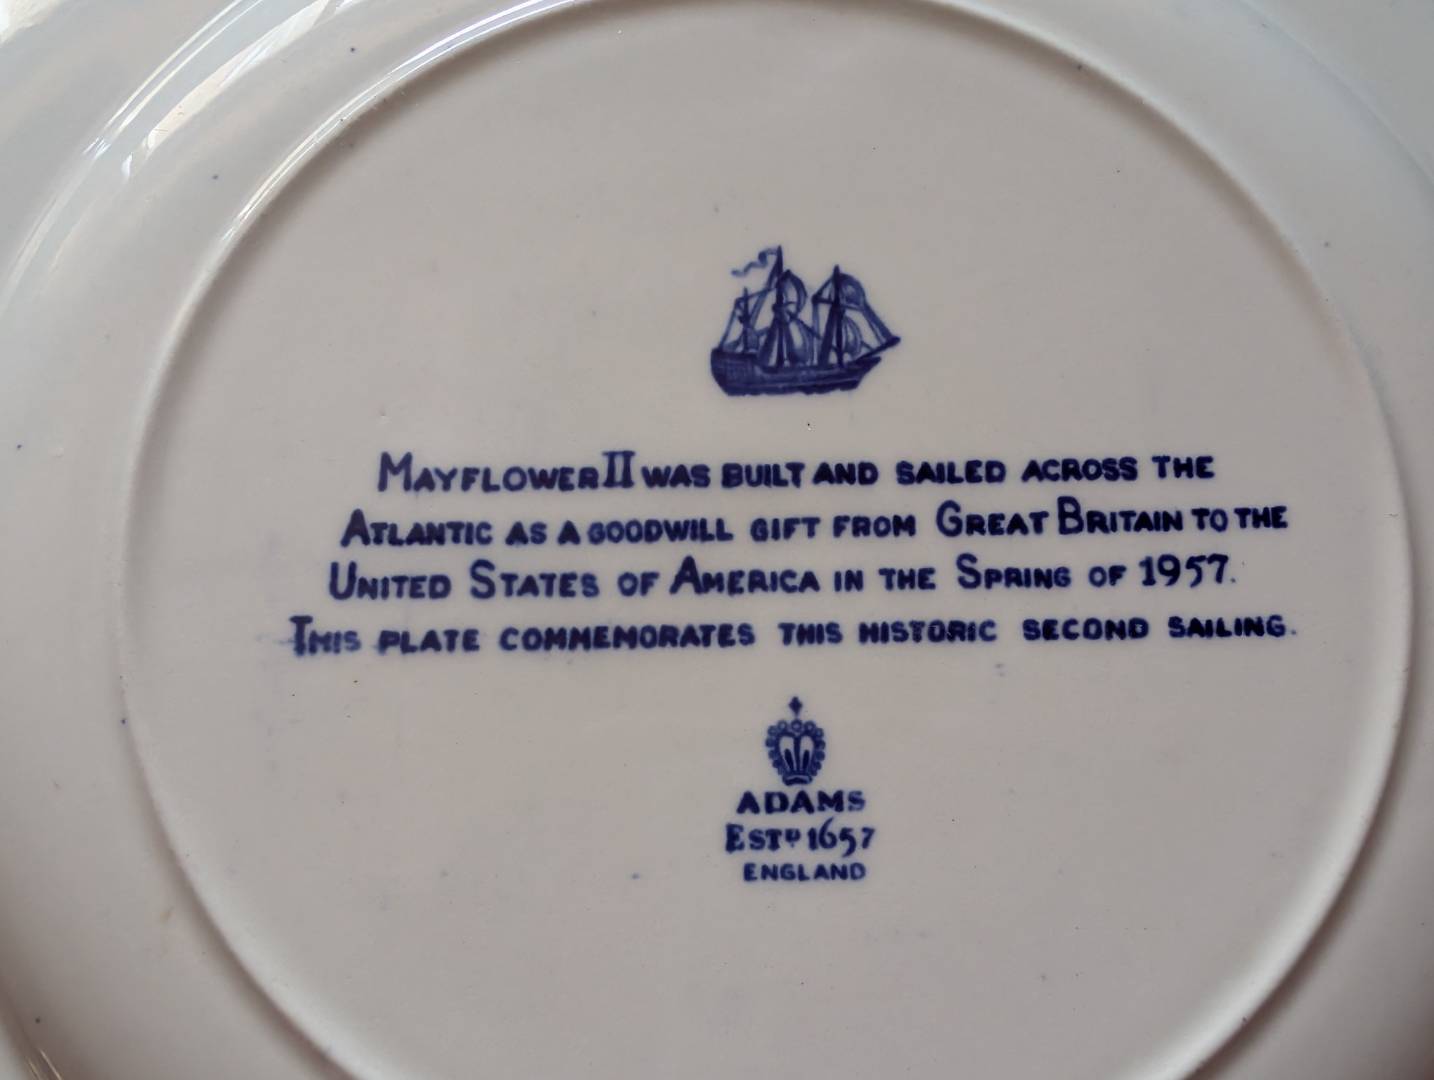 MAYFLOWER II WAS BUILT AND SAILED ACROSS THE
ATLANTIC AS A GOODWILL GIFT FROM GREAT BRITAIN TO THE
UNITED STATES OF AMERICA IN THE SPRING OF 1957.
THIS PLATE COMMEMORATES THIS HISTORIC SECOND SAILING.
ADAMS
ESTD 1657
ENGLAND